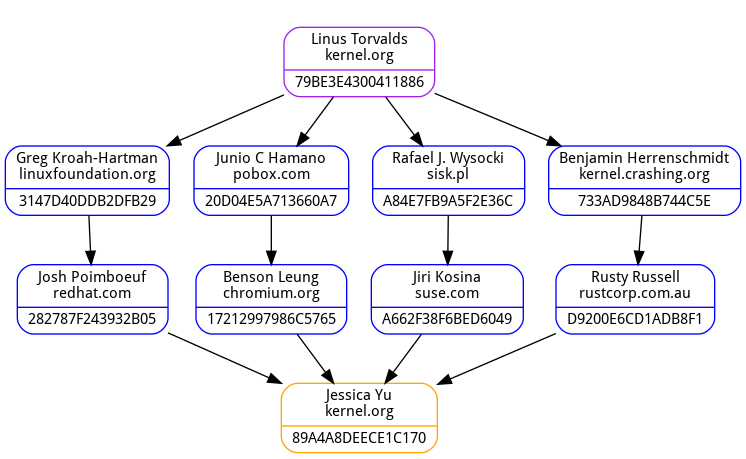 Linus Torvalds
kernel.org
79BE3E4300411886
Greg Kroah-Hartman
linuxfoundation.org
3147D40DDB2DFB29
Junio C Hamano
pobox.com
20D04E5A713660A7
Rafael J. Wysocki
sisk.pl
A84E7FB9A5F2E36C
Benjamin Herrenschmidt
kernel.crashing.org
733AD9848B744C5E
Josh Poimboeuf
redhat.com
282787F243932B05
Benson Leung
chromium.org
17212997986C5765
Jiri Kosina
suse.com
A662F38F6BED6049
Rusty Russell
rustcorp.com.au
D9200E6CD1ADB8F1
Jessica Yu
kernel.org
89A4A8DEECE1C170